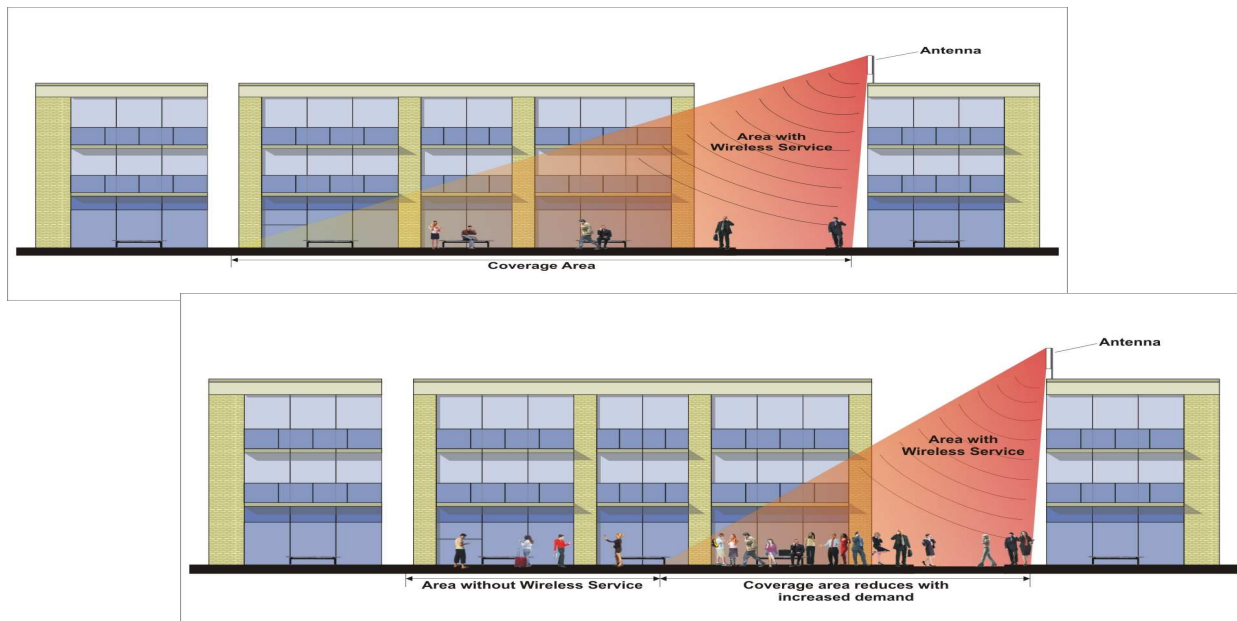 Antenna
Area with
Wireless Service
Coverage Area
Antenna
Area with
Wireless Service
Area without Wireless Service
Coverage area reduces with
increased demand